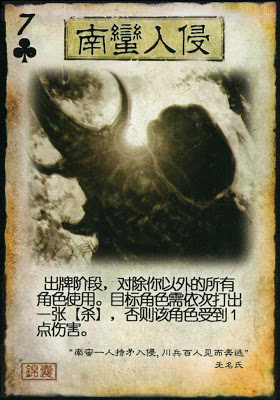 7
南蠻入侵
出牌阶段，对除你以外的所有
角色使用。目标角色需依次打出
一张【杀】，否则该角色受到1
点伤害。
“南蛮一人持矛入侵，川兵百人见而奔逃”
无名氏
錦囊